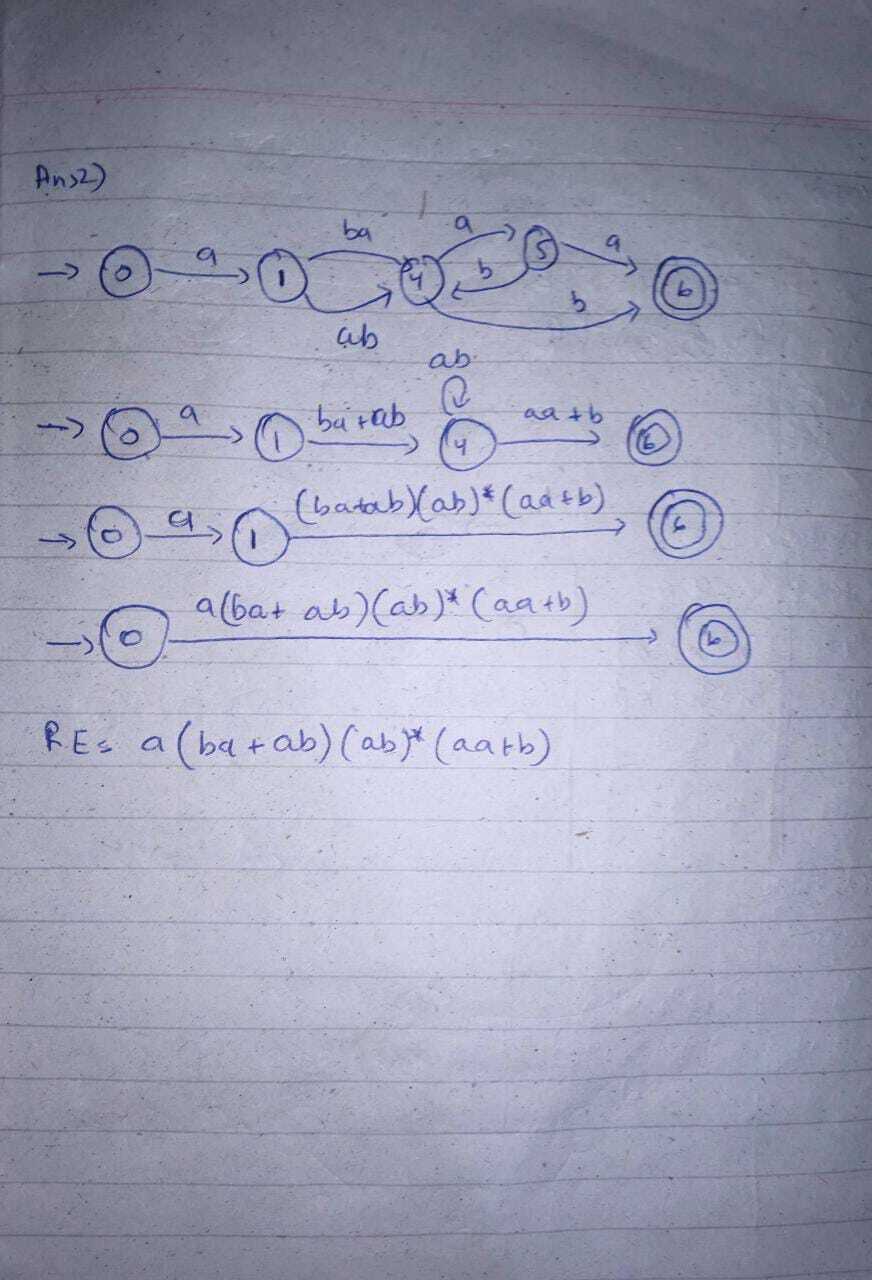 Ans2)
→ 0 a 1 ba 4 a 5 a 6
b b
ab
ab
→ 0 a 1 ba+ab 4 aa+b 6
→ 0 a 1 (ba+ab)(ab)*(aa+b) 6
→ 0 a(ba+ ab)(ab)*(aa+b) 6
RE= a(ba+ab)(ab)*(aa+b)